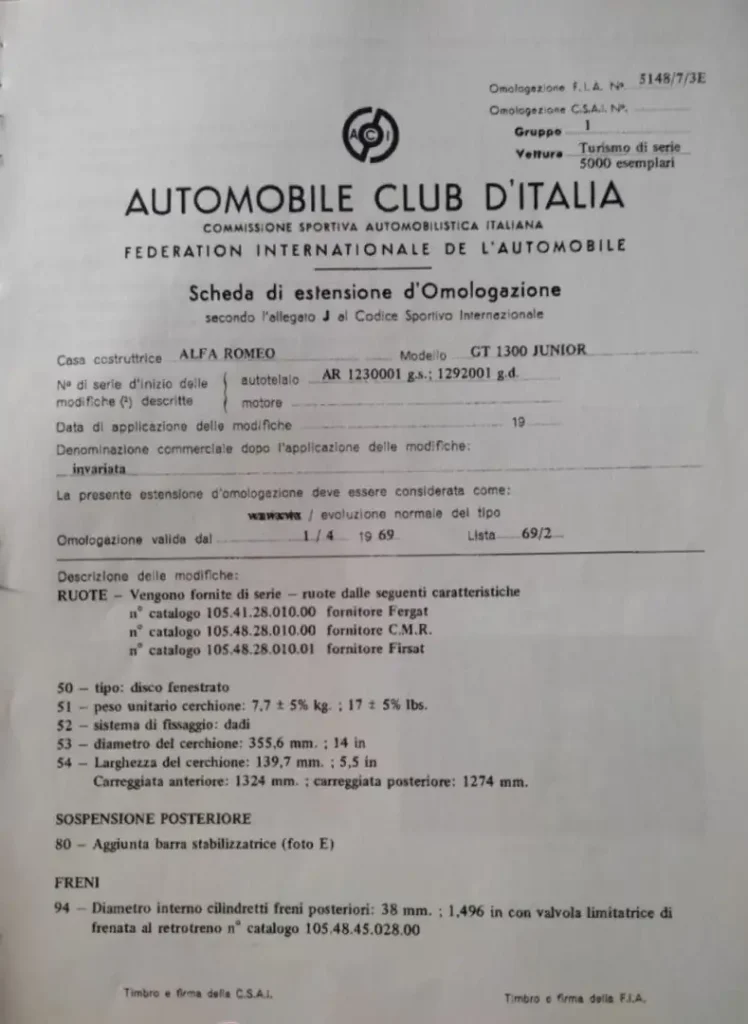 Omologazione F.I.A. Nº 5148/7/3E
Omologazione C.S.A.I. Nº.
Gruppo 1
Vettura Turismo di serie
5000 esemplari
ACI
AUTOMOBILE CLUB D'ITALIA
COMMISSIONE SPORTIVA AUTOMOBILISTICA ITALIANA
FEDERATION INTERNATIONALE DE L'AUTOMOBILE
Scheda di estensione d'Omologazione
secondo l'allegato J al Codice Sportivo Internazionale
Casa costruttrice ALFA ROMEO Modello GT 1300 JUNIOR
Nº di serie d'inizio delle modifiche (²) descritte
autotelaio AR 1230001 g.s.; 1292001 g.d.
motore
Data di applicazione delle modifiche 19
Denominazione commerciale dopo l'applicazione delle modifiche:
invariata
La presente estensione d'omologazione deve essere considerata come:
/ evoluzione normale del tipo
Omologazione valida dal 1 / 4 19 69 Lista 69/2
Descrizione delle modifiche:
RUOTE – Vengono fornite di serie – ruote dalle seguenti caratteristiche
n° catalogo 105.41.28.010.00 fornitore Fergat
n° catalogo 105.48.28.010.00 fornitore C.M.R.
n° catalogo 105.48.28.010.01 fornitore Firsat
50 – tipo: disco fenestrato
51 – peso unitario cerchione: 7,7 ± 5% kg. ; 17 ± 5% lbs.
52 – sistema di fissaggio: dadi
53 – diametro del cerchione: 355,6 mm. ; 14 in
54 – Larghezza del cerchione: 139,7 mm. ; 5,5 in
Carreggiata anteriore: 1324 mm. ; carreggiata posteriore: 1274 mm.
SOSPENSIONE POSTERIORE
80 – Aggiunta barra stabilizzatrice (foto E)
FRENI
94 – Diametro interno cilindretti freni posteriori: 38 mm. ; 1,496 in con valvola limitatrice di
frenata al retrotreno n° catalogo 105.48.45.028.00
Timbro e firma della C.S.A.I.
Timbro e firma della F.I.A.